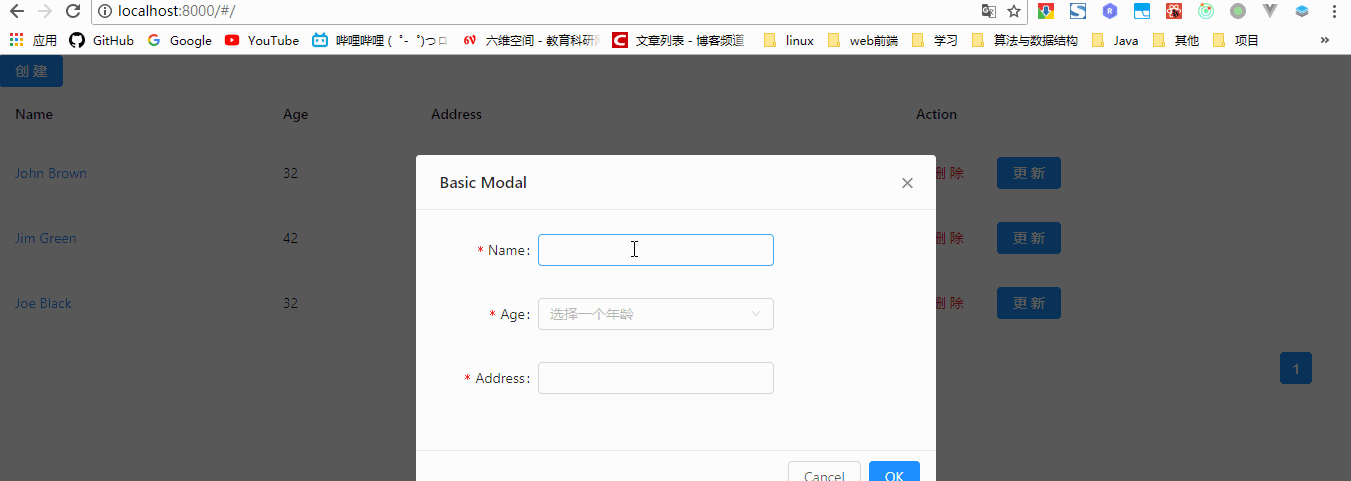 localhost:8000/#/
应用 GitHub Google YouTube 哔哩哔哩 ( ゜- ゜)つロ 六维空间 - 教育科研 文章列表 - 博客频道 linux web前端 学习 算法与数据结构 Java 其他 项目 »
创 建
Name Age Address Action
Basic Modal
John Brown 32 删 除 更 新
* Name:
Jim Green 42 删 除 更 新
Joe Black 32 删 除 更 新
* Age: 选择一个年龄
1
* Address:
Cancel OK